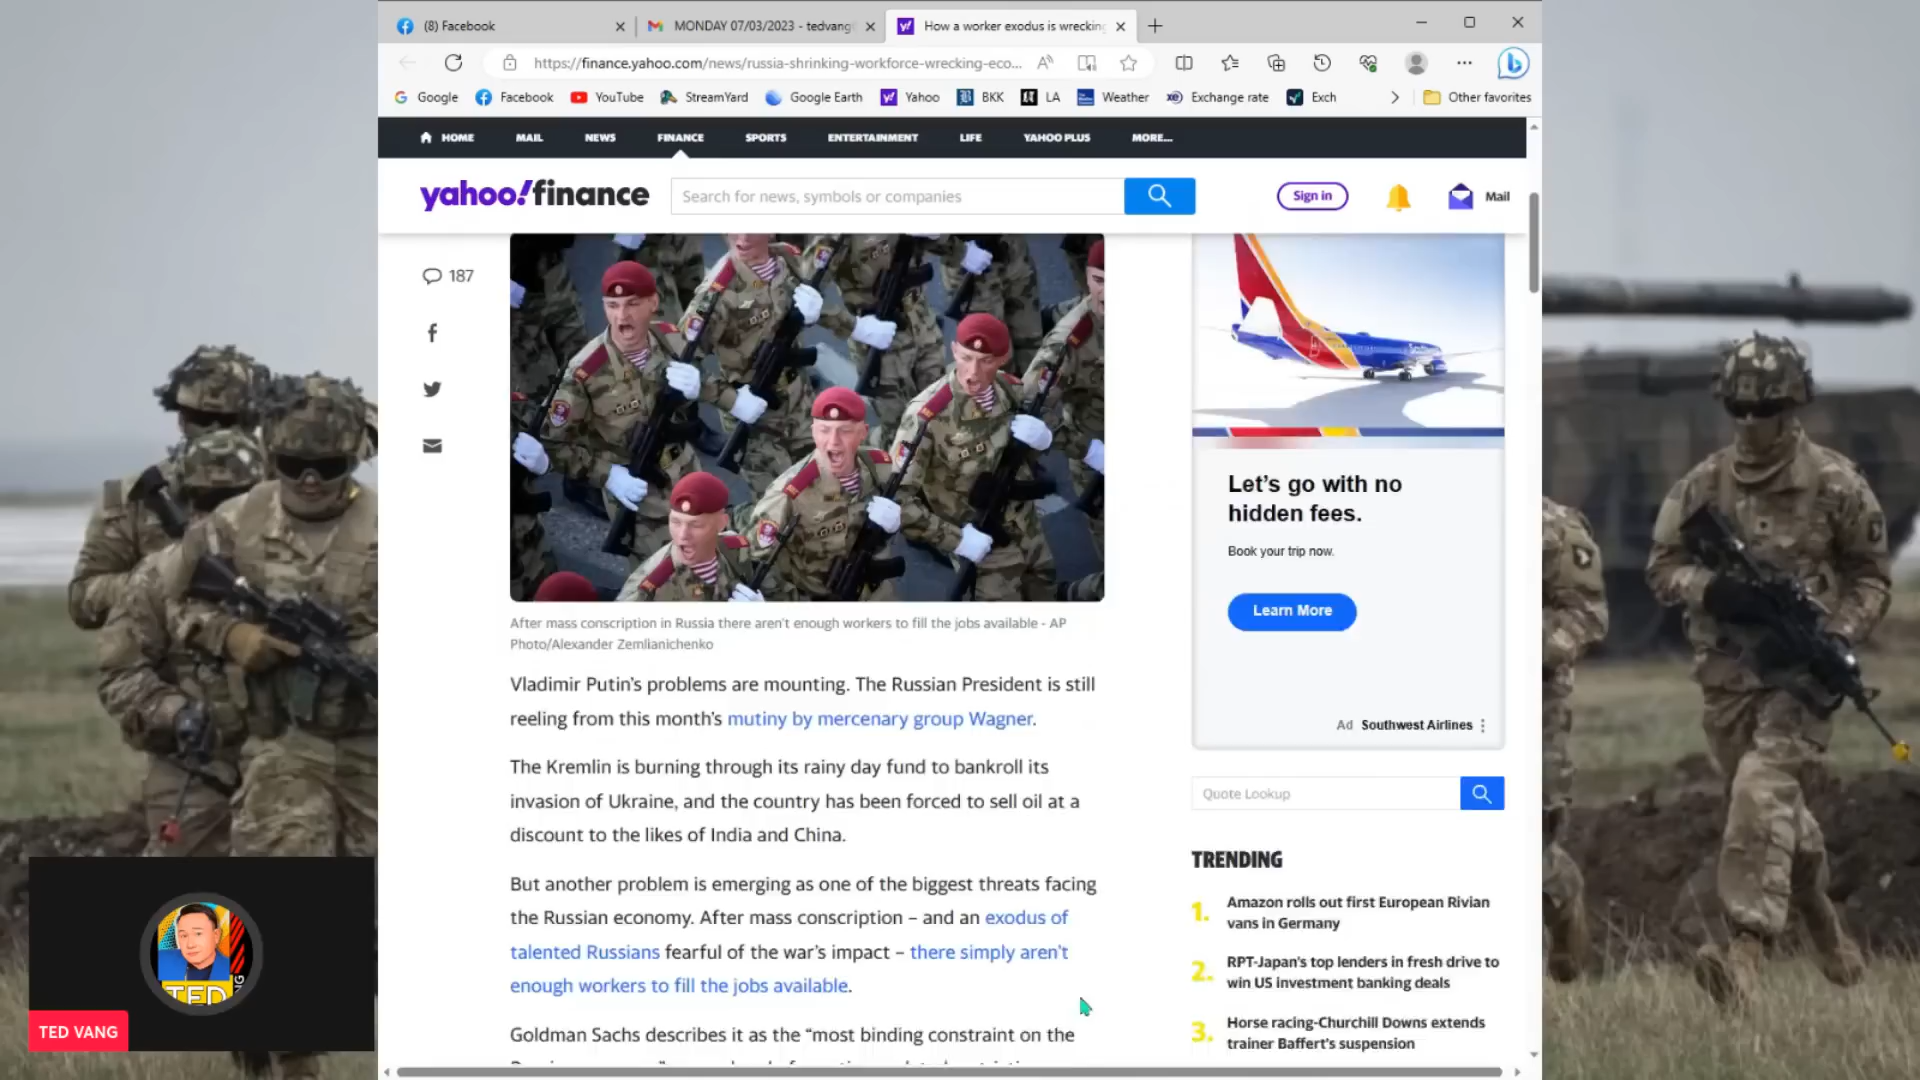 (8) Facebook
MONDAY 07/03/2023 - tedvang
How a worker exodus is wrecking
https://finance.yahoo.com/news/russia-shrinking-workforce-wrecking-eco...
Google
Facebook
YouTube
StreamYard
Google Earth
Yahoo
BKK
LA
Weather
Exchange rate
Exch
Other favorites
HOME
MAIL
NEWS
FINANCE
SPORTS
ENTERTAINMENT
LIFE
YAHOO PLUS
MORE...
yahoo!finance
Search for news, symbols or companies
Sign in
Mail
187
After mass conscription in Russia there aren't enough workers to fill the jobs available - AP
Photo/Alexander Zemlianichenko
Vladimir Putin's problems are mounting. The Russian President is still
reeling from this month's mutiny by mercenary group Wagner.
The Kremlin is burning through its rainy day fund to bankroll its
invasion of Ukraine, and the country has been forced to sell oil at a
discount to the likes of India and China.
But another problem is emerging as one of the biggest threats facing
the Russian economy. After mass conscription – and an exodus of
talented Russians fearful of the war's impact – there simply aren't
enough workers to fill the jobs available.
Goldman Sachs describes it as the “most binding constraint on the
Let's go with no
hidden fees.
Book your trip now.
Learn More
Ad Southwest Airlines
Quote Lookup
TRENDING
1. Amazon rolls out first European Rivian
vans in Germany
2. RPT-Japan's top lenders in fresh drive to
win US investment banking deals
3. Horse racing-Churchill Downs extends
trainer Baffert's suspension
TED
TED VANG